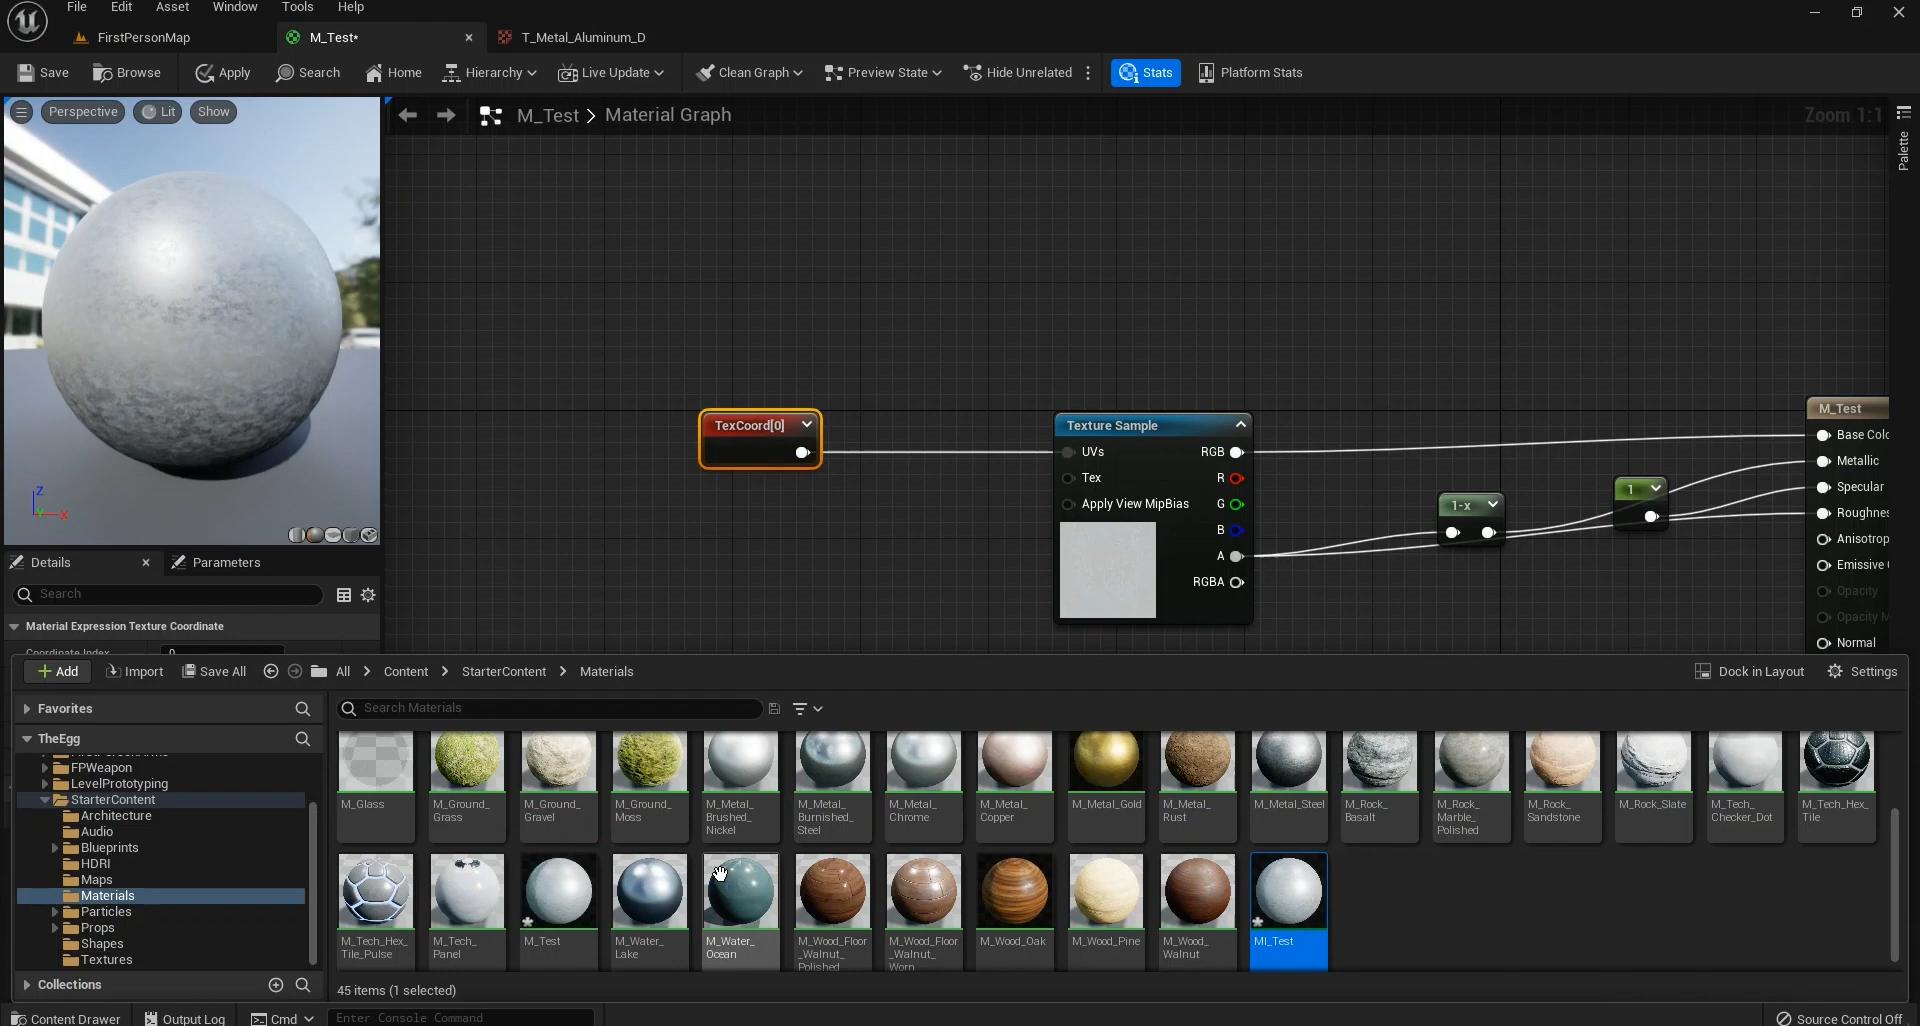 File Edit Asset Window Tools Help
FirstPersonMap M_Test* T_Metal_Aluminum_D
Save Browse Apply Search Home Hierarchy Live Update Clean Graph Preview State Hide Unrelated Stats Platform Stats
Perspective Lit Show
M_Test > Material Graph
Zoom 1:1
Palette
TexCoord[0]
Texture Sample
UVs RGB
Tex R
Apply View MipBias G
B
A
RGBA
1-x
1
M_Test
Base Colo
Metallic
Specular
Roughnes
Anisotrop
Emissive
Opacity
Opacity M
Normal
Z
X
Details Parameters
Search
Material Expression Texture Coordinate
Coordinate Index 0
Add Import Save All All > Content > StarterContent > Materials Dock in Layout Settings
Favorites
Search Materials
TheEgg
FPWeapon
LevelPrototyping
StarterContent
Architecture
Audio
Blueprints
HDRI
Maps
Materials
Particles
Props
Shapes
Textures
Collections
M_Glass
M_Ground_
Grass
M_Ground_
Gravel
M_Ground_
Moss
M_Metal_
Brushed_
Nickel
M_Metal_
Burnished_
Steel
M_Metal_
Chrome
M_Metal_
Copper
M_Metal_Gold
M_Metal_
Rust
M_Metal_Steel
M_Rock_
Basalt
M_Rock_
Marble_
Polished
M_Rock_
Sandstone
M_Rock_Slate
M_Tech_
Checker_Dot
M_Tech_Hex_
Tile
M_Tech_Hex_
Tile_Pulse
M_Tech_
Panel
M_Test
M_Water_
Lake
M_Water_
Ocean
M_Wood_Floor
_Walnut_
Polished
M_Wood_Floor
_Walnut_
Worn
M_Wood_Oak
M_Wood_Pine
M_Wood_
Walnut
MI_Test
45 items (1 selected)
Content Drawer Output Log Cmd Enter Console Command Source Control Off